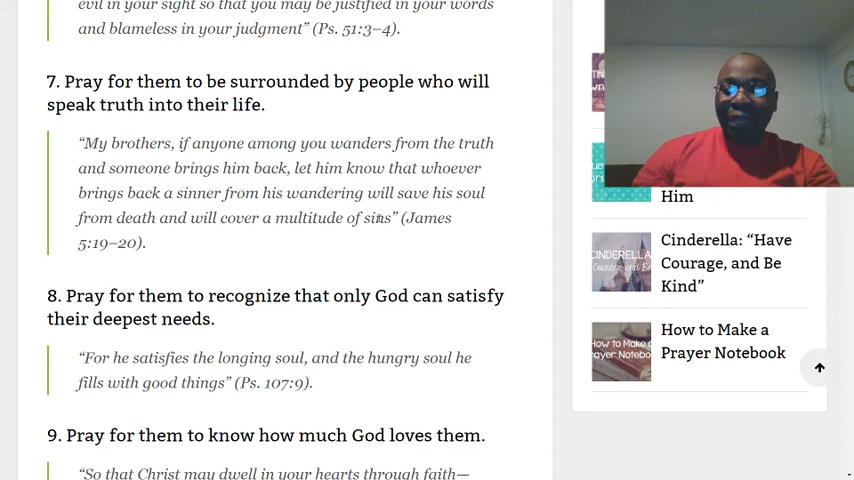 evil in your sight so that you may be justified in your words
and blameless in your judgment” (Ps. 51:3–4).
7. Pray for them to be surrounded by people who will
speak truth into their life.
“My brothers, if anyone among you wanders from the truth
and someone brings him back, let him know that whoever
brings back a sinner from his wandering will save his soul
from death and will cover a multitude of sins” (James
5:19–20).
8. Pray for them to recognize that only God can satisfy
their deepest needs.
“For he satisfies the longing soul, and the hungry soul he
fills with good things” (Ps. 107:9).
9. Pray for them to know how much God loves them.
“So that Christ may dwell in your hearts through faith—
Him
CINDERELLA
Courage and Be
Cinderella: “Have
Courage, and Be
Kind”
How to Make a
Prayer Notebook